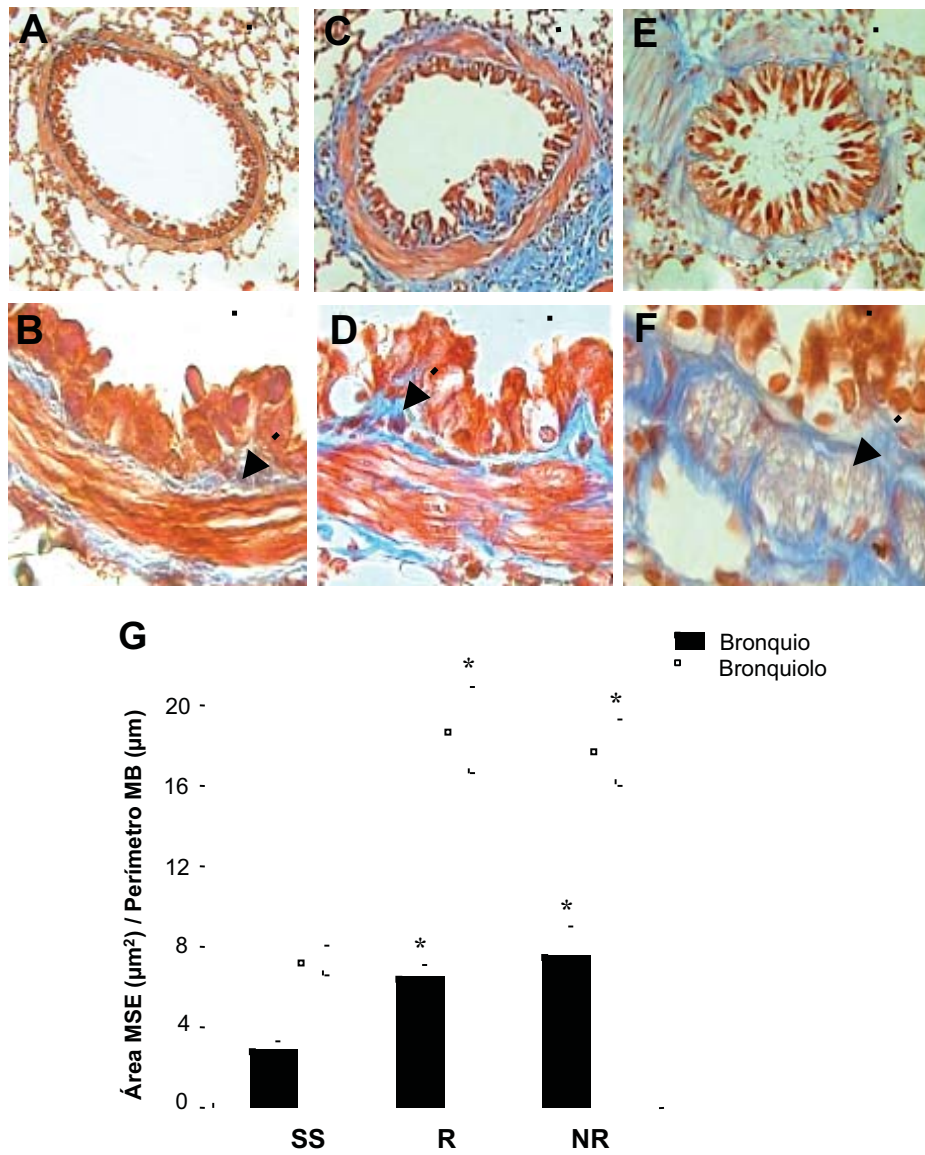 A
C
E
B
D
F
G
Bronquio
Bronquiolo
Área MSE (µm²) / Perímetro MB (µm)
20
*
*
16
12
8
*
*
4
0
SS
R
NR